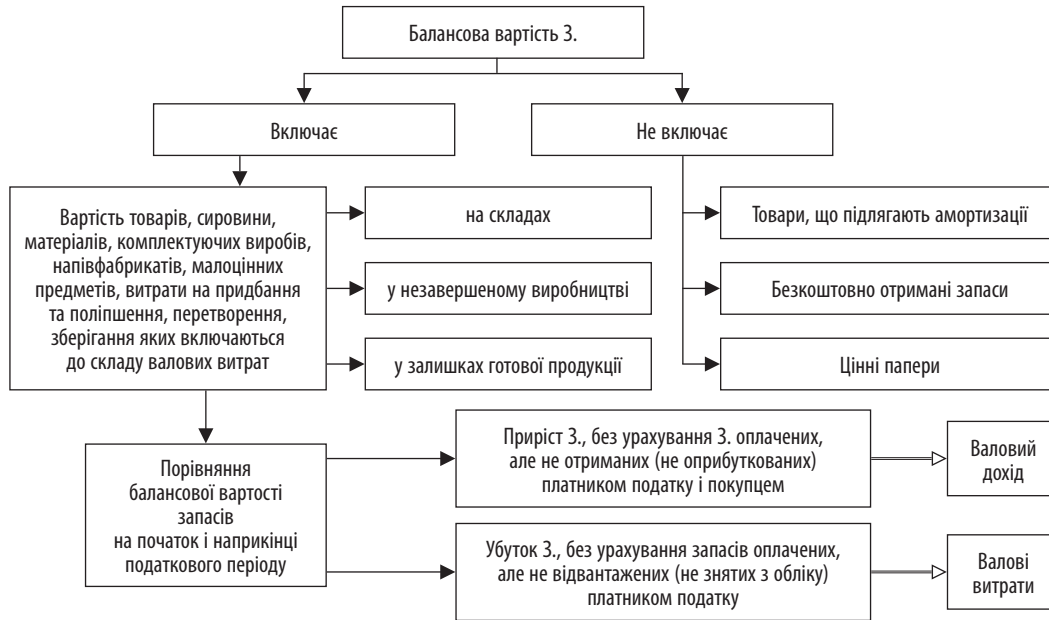 Балансова вартість З.
Включає
Не включає
Вартість товарів, сировини,
матеріалів, комплектуючих виробів,
напівфабрикатів, малоцінних
предметів, витрати на придбання
та поліпшення, перетворення,
зберігання яких включаються
до складу валових витрат
на складах
у незавершеному виробництві
у залишках готової продукції
Товари, що підлягають амортизації
Безкоштовно отримані запаси
Цінні папери
Порівняння
балансової вартості
запасів
на початок і наприкінці
податкового періоду
Приріст З., без урахування З. оплачених,
але не отриманих (не оприбуткованих)
платником податку і покупцем
Валовий
дохід
Убуток З., без урахування запасів оплачених,
але не відвантажених (не знятих з обліку)
платником податку
Валові
витрати